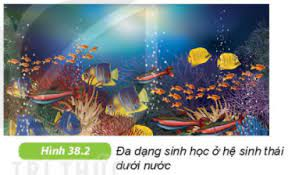 Hình 38.2 Đa dạng sinh học ở hệ sinh thái
dưới nước